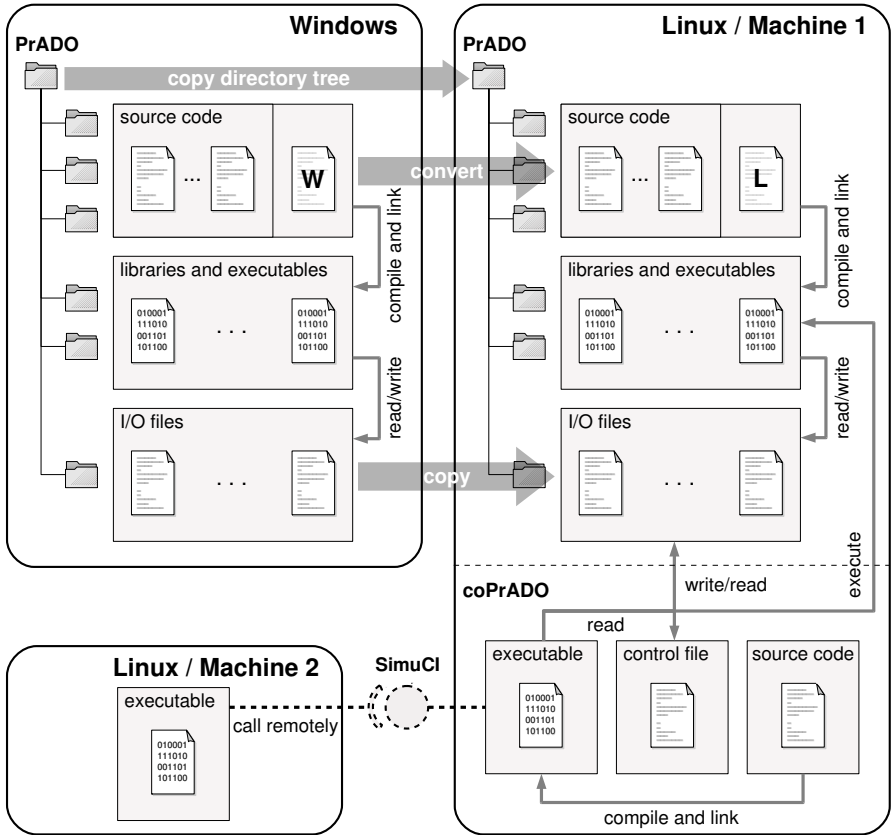 Windows
PrADO
copy directory tree
source code
...
W
convert
compile and link
libraries and executables
010001
111010
001101
101100
. . .
010001
111010
001101
101100
read/write
I/O files
. . .
copy
Linux / Machine 1
PrADO
source code
...
L
compile and link
libraries and executables
010001
111010
001101
101100
. . .
010001
111010
001101
101100
read/write
I/O files
. . .
execute
write/read
coPrADO
read
executable
010001
111010
001101
101100
control file
source code
compile and link
SimuCI
call remotely
Linux / Machine 2
executable
010001
111010
001101
101100